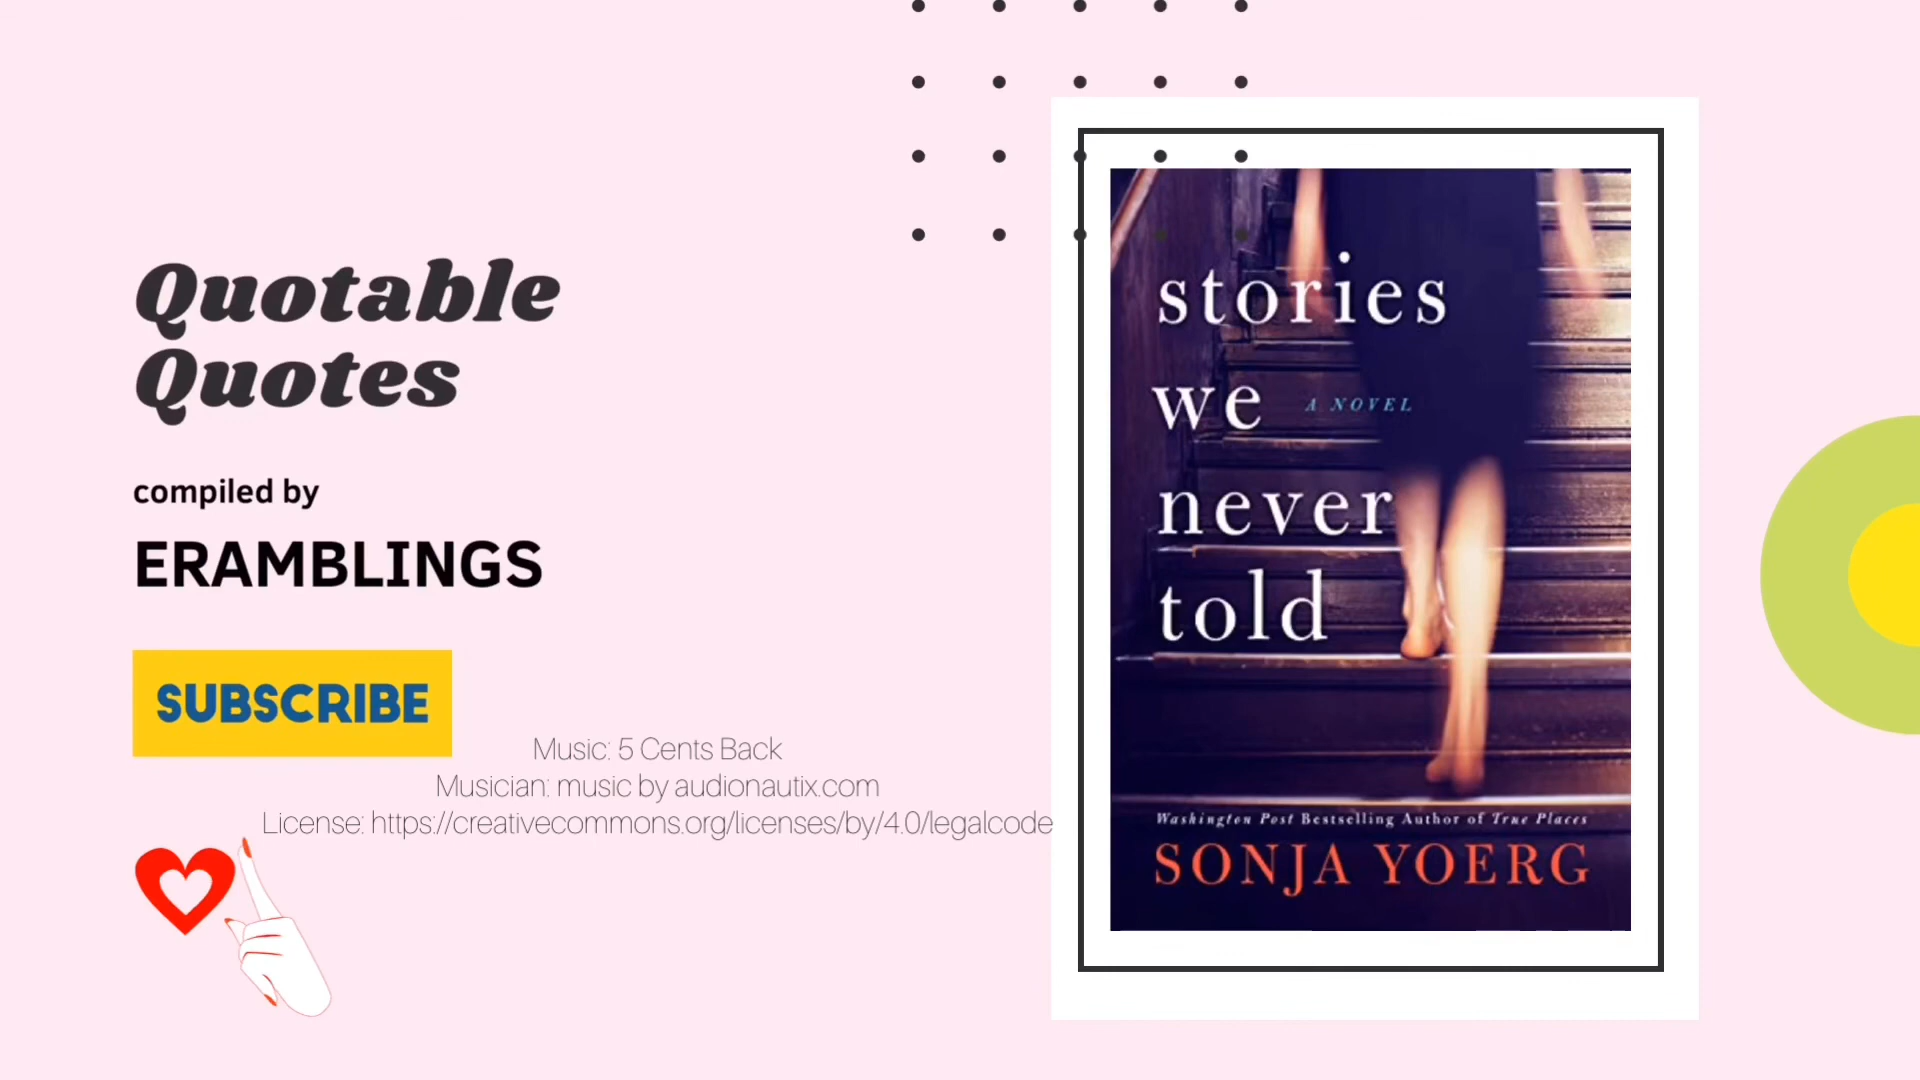 Quotable
Quotes
compiled by
ERAMBLINGS
SUBSCRIBE
Music: 5 Cents Back
Musician: music by audionautix.com
License: https://creativecommons.org/licenses/by/4.0/legalcode
stories
we A NOVEL
never
told
Washington Post Bestselling Author of True Places
SONJA YOERG